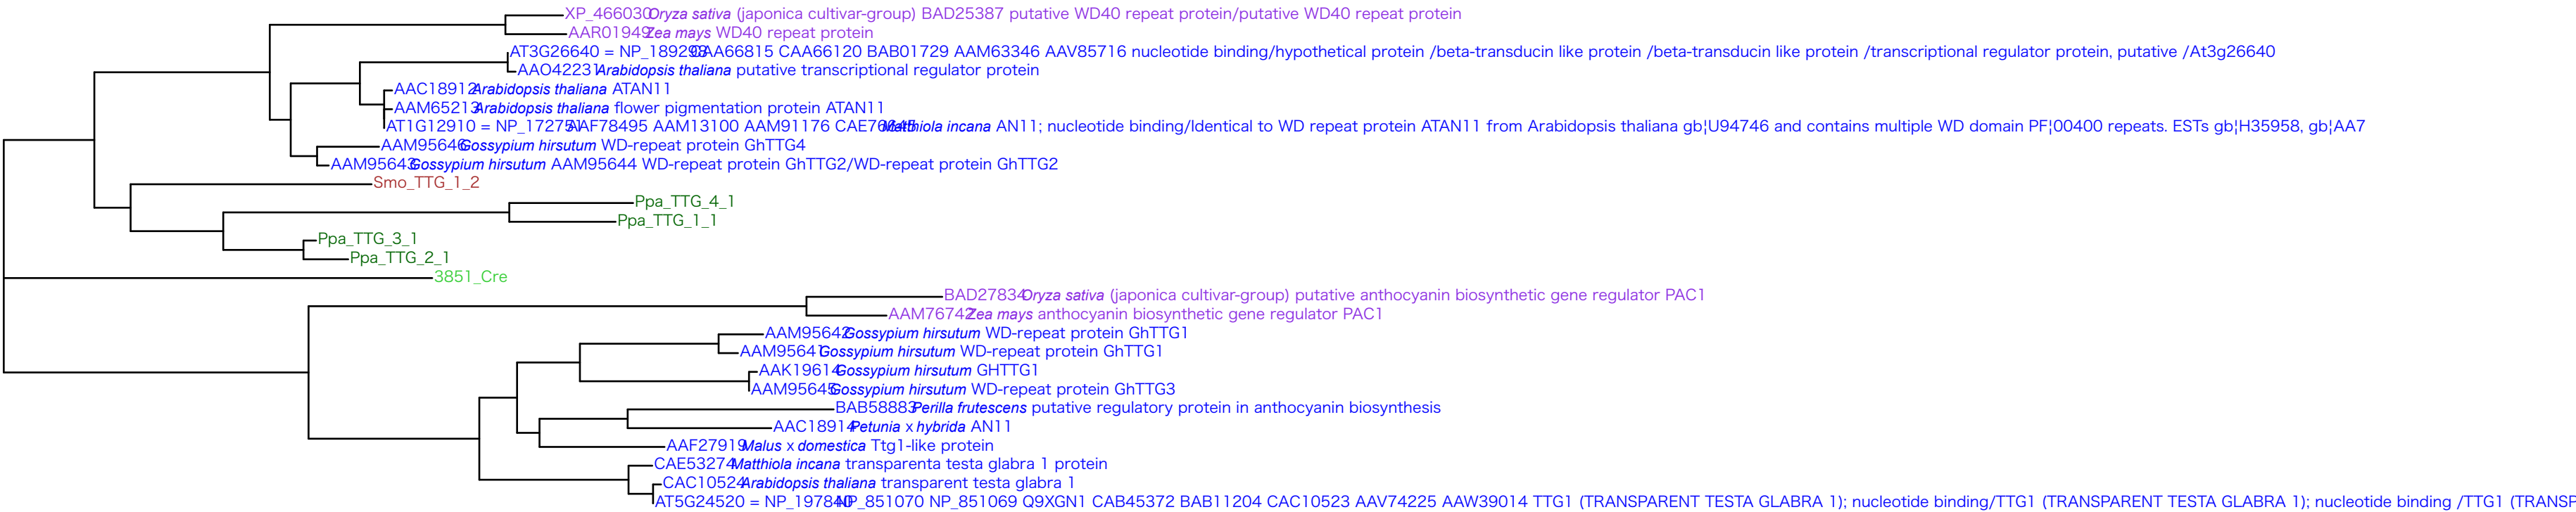 XP_466030 Oryza sativa (japonica cultivar-group) BAD25387 putative WD40 repeat protein/putative WD40 repeat protein
AAR01949 Zea mays WD40 repeat protein
AT3G26640 = NP_189298 CAA66815 CAA66120 BAB01729 AAM63346 AAV85716 nucleotide binding/hypothetical protein /beta-transducin like protein /beta-transducin like protein /transcriptional regulator protein, putative /At3g26640
AAO42231 Arabidopsis thaliana putative transcriptional regulator protein
AAC18912 Arabidopsis thaliana ATAN11
AAM65213 Arabidopsis thaliana flower pigmentation protein ATAN11
AT1G12910 = NP_172751 AAF78495 AAM13100 AAM91176 Matthiola incana AN11; nucleotide binding/Identical to WD repeat protein ATAN11 from Arabidopsis thaliana gb¦U94746 and contains multiple WD domain PF¦00400 repeats. ESTs gb¦H35958, gb¦AA7
AAM95646 Gossypium hirsutum WD-repeat protein GhTTG4
AAM95643 Gossypium hirsutum AAM95644 WD-repeat protein GhTTG2/WD-repeat protein GhTTG2
Smo_TTG_1_2
Ppa_TTG_4_1
Ppa_TTG_1_1
Ppa_TTG_3_1
Ppa_TTG_2_1
3851_Cre
BAD27834 Oryza sativa (japonica cultivar-group) putative anthocyanin biosynthetic gene regulator PAC1
AAM76742 Zea mays anthocyanin biosynthetic gene regulator PAC1
AAM95642 Gossypium hirsutum WD-repeat protein GhTTG1
AAM95641 Gossypium hirsutum WD-repeat protein GhTTG1
AAK19614 Gossypium hirsutum GHTTG1
AAM95645 Gossypium hirsutum WD-repeat protein GhTTG3
BAB58883 Perilla frutescens putative regulatory protein in anthocyanin biosynthesis
AAC18914 Petunia x hybrida AN11
AAF27919 Malus x domestica Ttg1-like protein
CAE53274 Matthiola incana transparenta testa glabra 1 protein
CAC10524 Arabidopsis thaliana transparent testa glabra 1
AT5G24520 = NP_197840 NP_851070 NP_851069 Q9XGN1 CAB45372 BAB11204 CAC10523 AAV74225 AAW39014 TTG1 (TRANSPARENT TESTA GLABRA 1); nucleotide binding/TTG1 (TRANSPARENT TESTA GLABRA 1); nucleotide binding /TTG1 (TRANSP